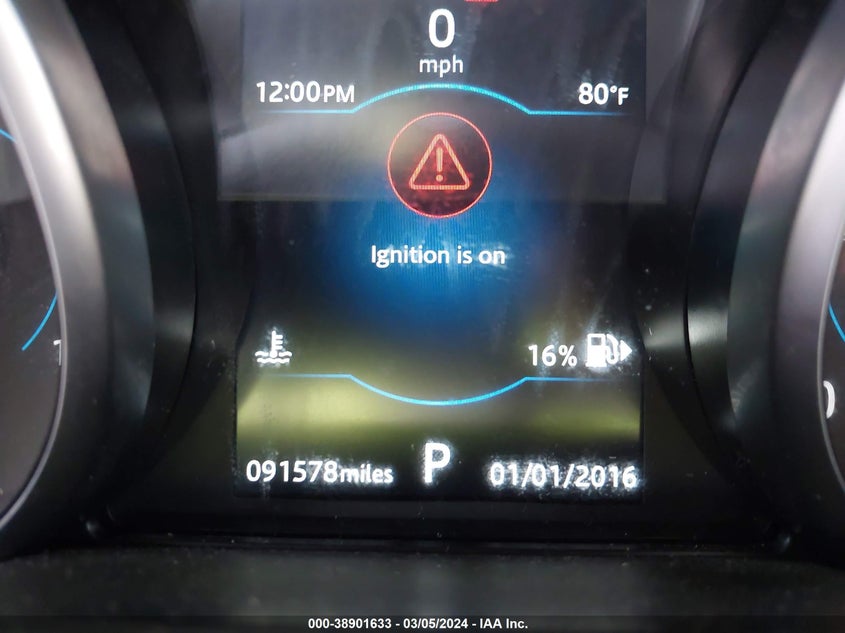 0
mph
12:00PM 80°F
Ignition is on
16%
091578miles P 01/01/2016
000-38901633 - 03/05/2024 - IAA Inc.